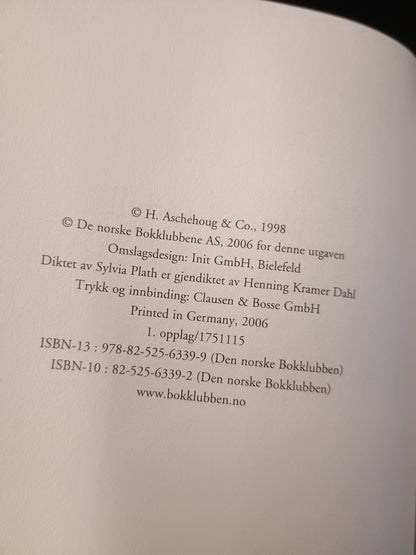 © H. Aschehoug & Co., 1998
© De norske Bokklubbene AS, 2006 for denne utgaven
Omslagsdesign: Init GmbH, Bielefeld
Diktet av Sylvia Plath er gjendiktet av Henning Kramer Dahl
Trykk og innbinding: Clausen & Bosse GmbH
Printed in Germany, 2006
1. opplag/1751115
ISBN-13 : 978-82-525-6339-9 (Den norske Bokklubben)
ISBN-10 : 82-525-6339-2 (Den norske Bokklubben)
www.bokklubben.no